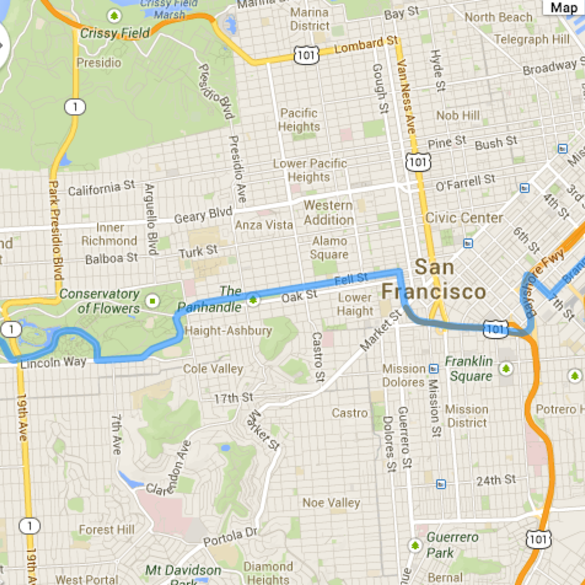 Crissy Field
Marsh
Marina
District
Bay St
North Beach
Map
Crissy Field
Telegraph Hill
Presidio
101
Lombard St
Broadway
Presidio Blvd
Gough St
Van Ness Ave
Hyde St
1
Pacific
Heights
Nob Hill
Presidio Ave
Pine St
Bush St
Lower Pacific
Heights
101
California St
O'Farrell St
3rd
4th St
Park Presidio Blvd
Arguello Blvd
Geary Blvd
Western
Addition
Civic Center
Inner
Richmond
Anza Vista
6th St
Balboa St
Turk St
Alamo
Square
Bayshore Fwy
Fell St
San
Francisco
The
Panhandle
Oak St
Conservatory
of Flowers
Lower
Haight
7th St
1
Haight-Ashbury
Market St
101
Lincoln Way
Castro St
Cole Valley
Mission
Dolores
Franklin
Square
19th Ave
17th St
Mission St
7th Ave
Market St
Castro
Dolores St
Guerrero St
Mission
District
Potrero H
Clarendon Ave
24th St
Noe Valley
1
Forest Hill
Portola Dr
101
Guerrero
Park
19th Ave
Mt Davidson
Park
Diamond
Heights
West Portal
Bernal